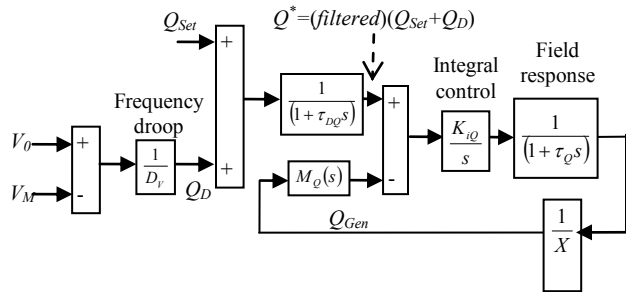 Q_Set
Q* =(filtered)(Q_Set+Q_D)
Field
response
Integral
control
Frequency
droop
V_0
V_M
+
-
1
D_V
Q_D
+
+
1
(1 + τ_DQ s)
+
-
K_iQ
s
1
(1 + τ_Q s)
M_Q(s)
Q_Gen
1
X